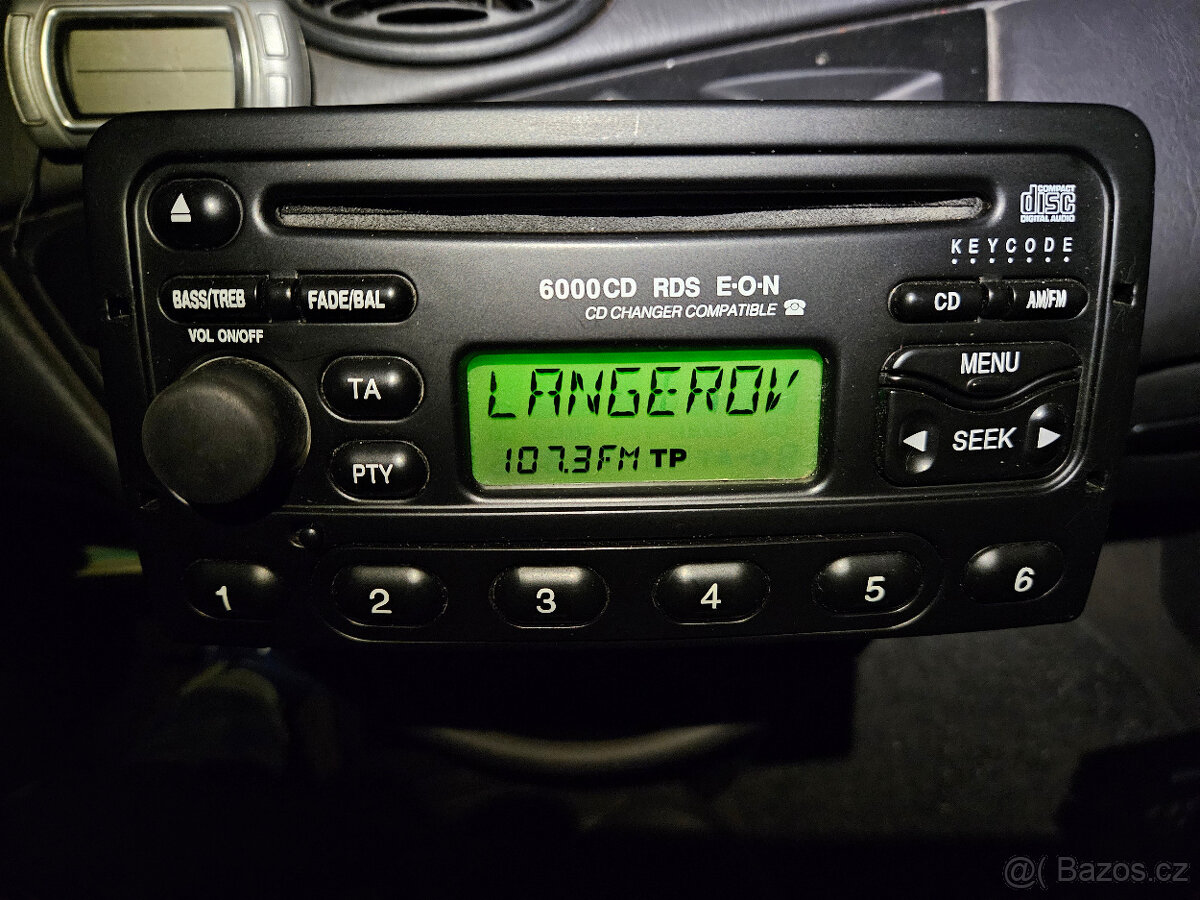 COMPACT
disc
DIGITAL AUDIO
KEYCODE
BASS/TREB
FADE/BAL
6000CD RDS E·O·N
CD CHANGER COMPATIBLE
CD
AM/FM
VOL ON/OFF
TA
LANGEROV
MENU
SEEK
PTY
107.3FM TP
1
2
3
4
5
6
@( Bazos.cz